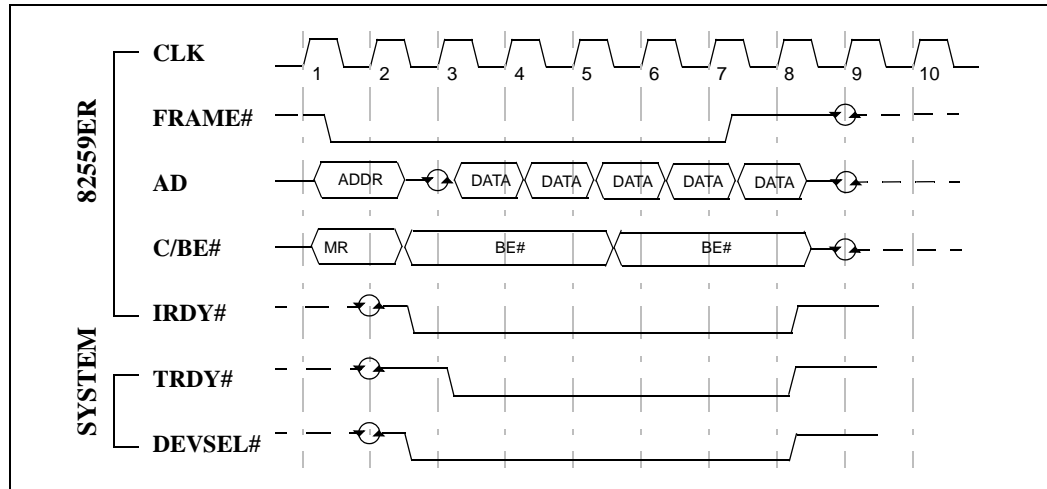 CLK
1 2 3 4 5 6 7 8 9 10
82559ER
FRAME#
AD
ADDR DATA DATA DATA DATA DATA
C/BE#
MR BE# BE#
IRDY#
SYSTEM
TRDY#
DEVSEL#